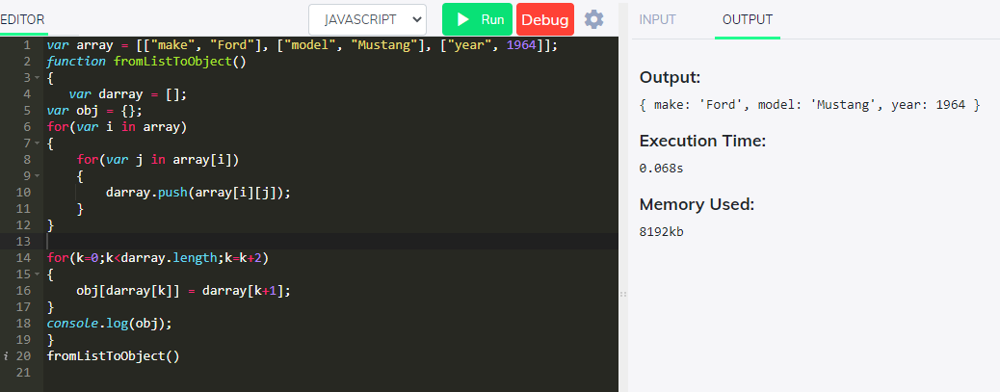 EDITOR
JAVASCRIPT
Run
Debug
INPUT
OUTPUT
1 var array = [["make", "Ford"], ["model", "Mustang"], ["year", 1964]];
2 function fromListToObject()
3 {
4    var darray = [];
5 var obj = {};
6 for(var i in array)
7 {
8     for(var j in array[i])
9     {
10         darray.push(array[i][j]);
11     }
12 }
13
14 for(k=0;k<darray.length;k=k+2)
15 {
16     obj[darray[k]] = darray[k+1];
17 }
18 console.log(obj);
19 }
i 20 fromListToObject()
21
Output:
{ make: 'Ford', model: 'Mustang', year: 1964 }
Execution Time:
0.068s
Memory Used:
8192kb